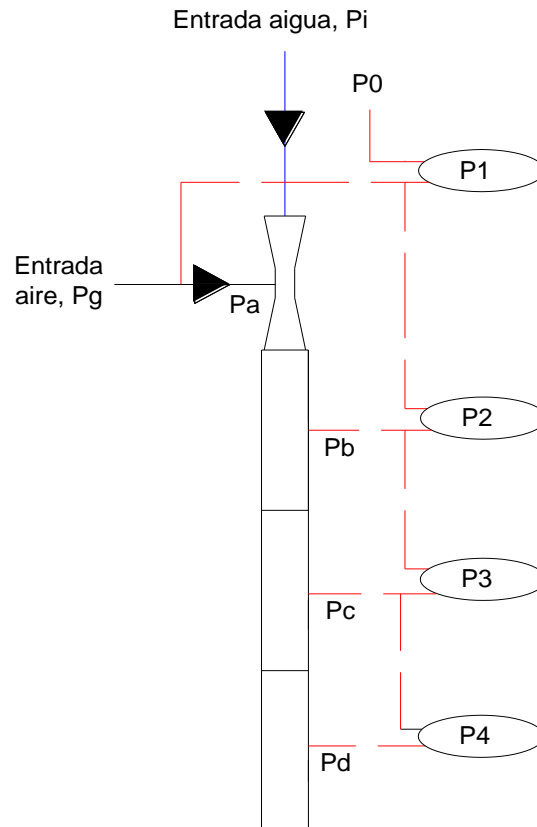 Entrada aigua, Pi
P0
P1
Entrada
aire, Pg
Pa
P2
Pb
P3
Pc
P4
Pd